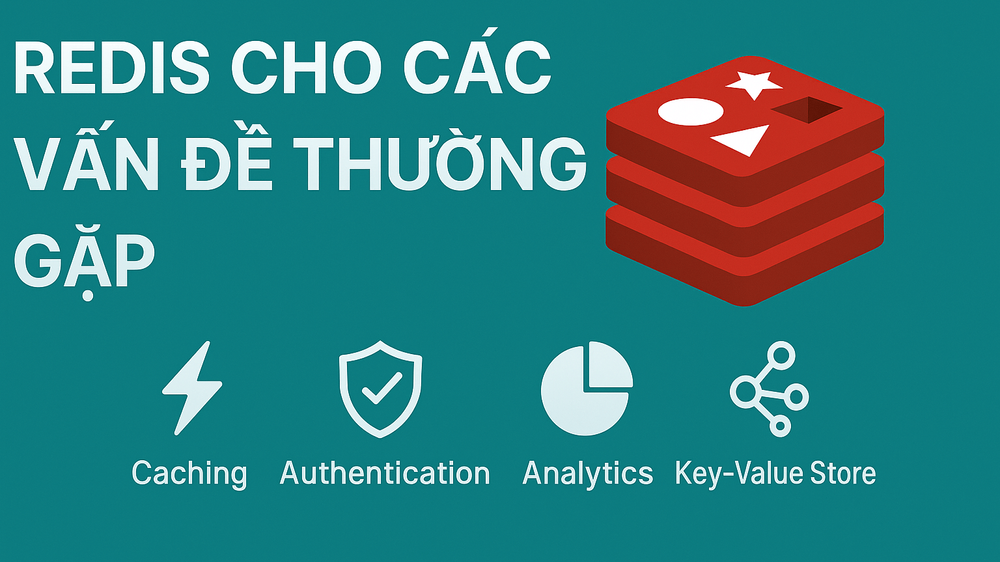 REDIS CHO CÁC
VẤN ĐỀ THƯỜNG
GẶP
Caching
Authentication
Analytics
Key-Value Store